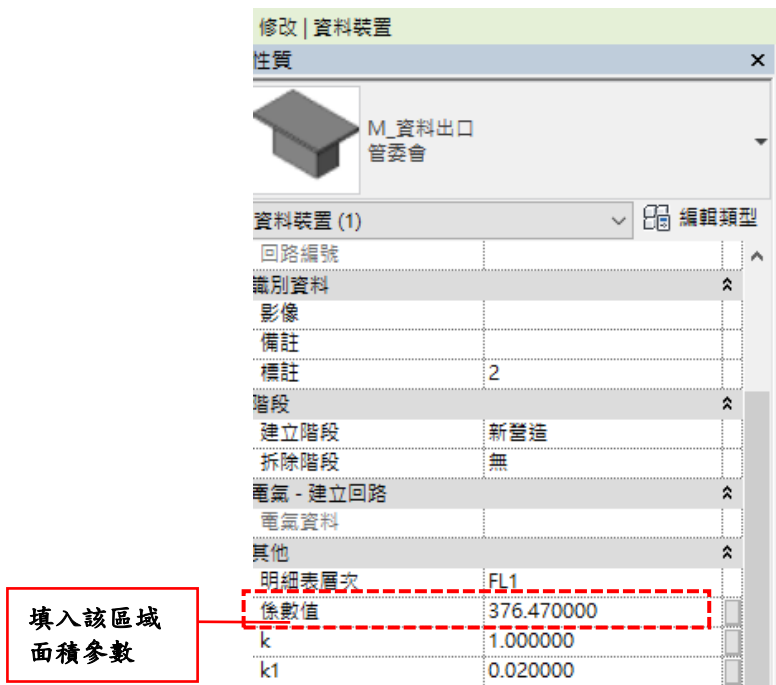 修改 | 資料裝置
性質
M_資料出口
管委會
資料裝置 (1)
編輯類型
回路編號
識別資料
影像
備註
標註 2
階段
建立階段 新營造
拆除階段 無
電氣 - 建立回路
電氣資料
其他
明細表層次 FL1
係數值 376.470000
k 1.000000
k1 0.020000
填入該區域
面積參數